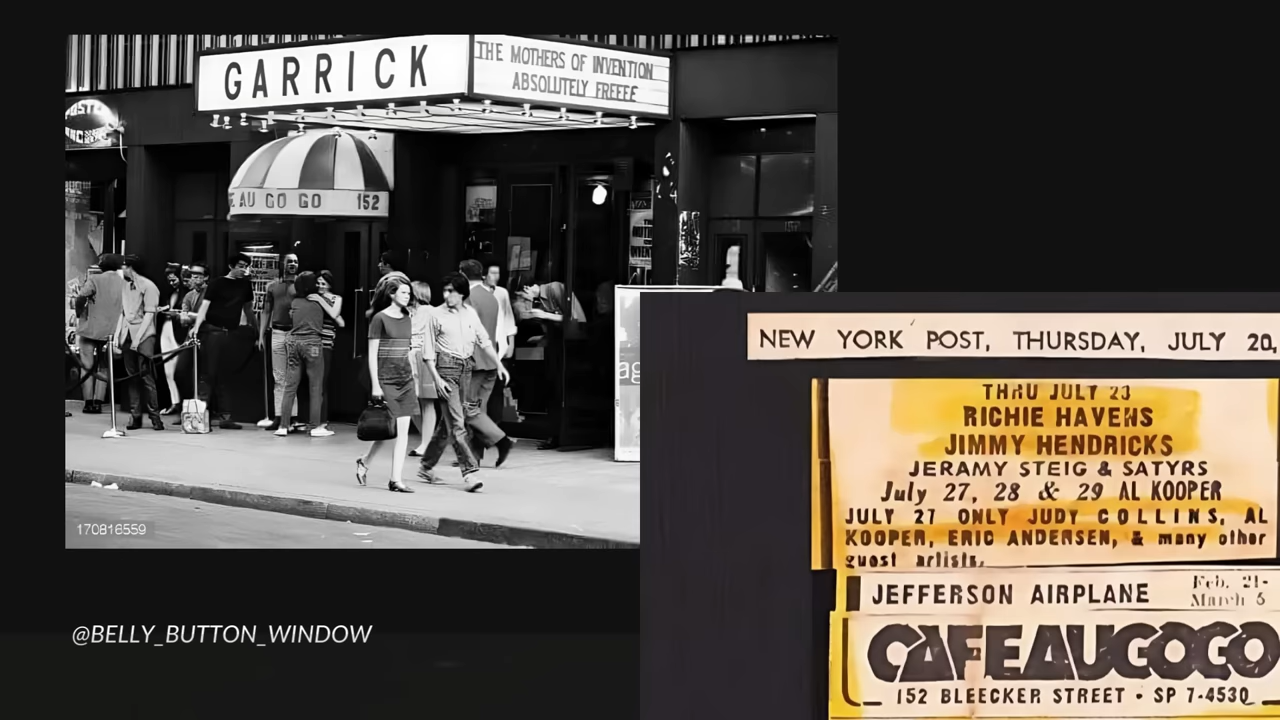 GARRICK
THE MOTHERS OF INVENTION
ABSOLUTELY FREEEE
AU GO GO 152
170816559
@BELLY_BUTTON_WINDOW
NEW YORK POST, THURSDAY, JULY 20,
THRU JULY 23
RICHIE HAVENS
JIMMY HENDRICKS
JERAMY STEIG & SATYRS
July 27, 28 & 29 AL KOOPER
JULY 27 ONLY JUDY COLLINS, AL
KOOPER, ERIC ANDERSEN, & many other
guest artists.
JEFFERSON AIRPLANE
Feb. 21-
March 5
CAFEAUGOGO
152 BLEECKER STREET • SP 7-4530